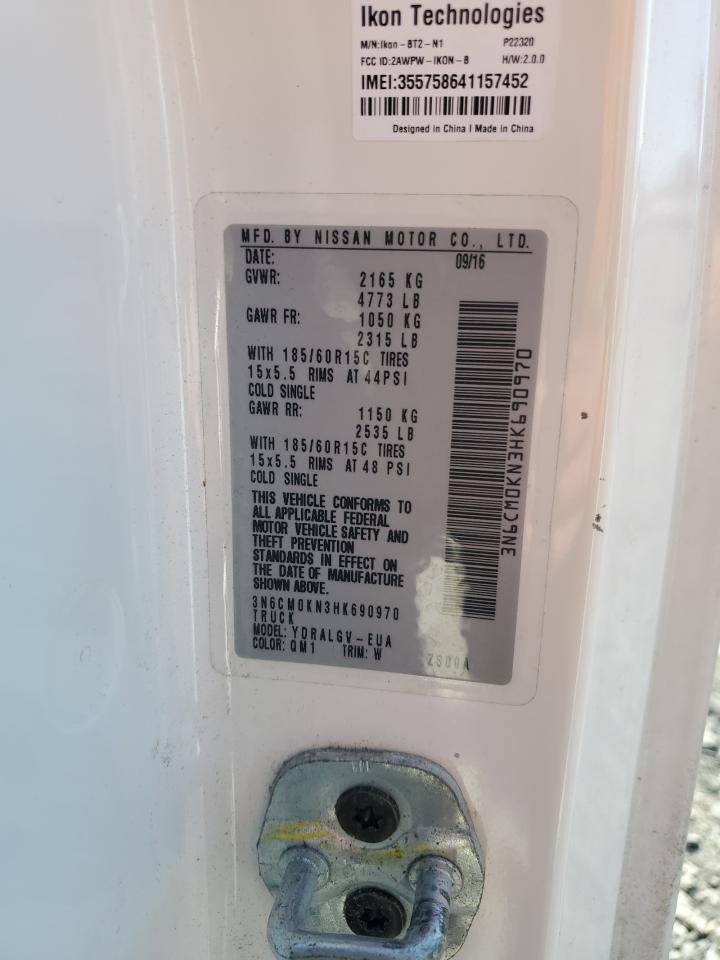 Ikon Technologies
M/N:Ikon-BT2-N1 P22320
FCC ID:2AWPW-IKON-B H/W:2.0.0
IMEI:355758641157452
Designed in China | Made in China
MFD. BY NISSAN MOTOR CO., LTD.
DATE: 09/16
GVWR: 2165 KG
4773 LB
GAWR FR: 1050 KG
2315 LB
WITH 185/60R15C TIRES
15x5.5 RIMS AT 44PSI
COLD SINGLE
GAWR RR: 1150 KG
2535 LB
WITH 185/60R15C TIRES
15x5.5 RIMS AT 48 PSI
COLD SINGLE
THIS VEHICLE CONFORMS TO
ALL APPLICABLE FEDERAL
MOTOR VEHICLE SAFETY AND
THEFT PREVENTION
STANDARDS IN EFFECT ON
THE DATE OF MANUFACTURE
SHOWN ABOVE.
3N6CM0KN3HK690970
TRUCK
MODEL: YDRALGV-EUA
COLOR: QM1 TRIM: W
ZS00A
3N6CM0KN3HK690970